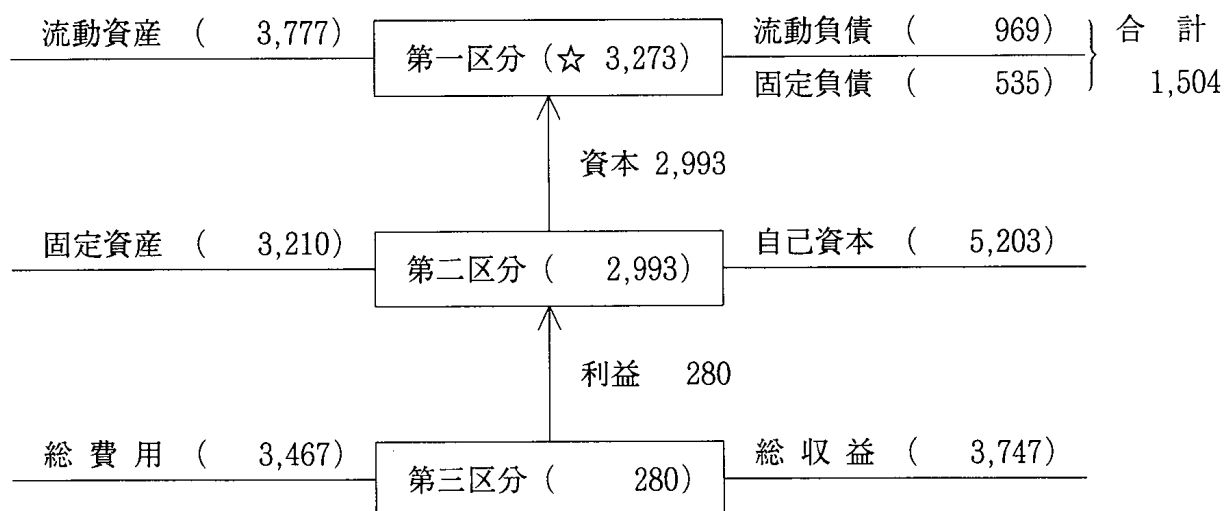 流動資産 ( 3,777) 第一区分 (☆ 3,273) 流動負債 ( 969) 合 計
固定負債 ( 535) 1,504
資本 2,993
固定資産 ( 3,210) 第二区分 ( 2,993) 自己資本 ( 5,203)
利益 280
総 費 用 ( 3,467) 第三区分 ( 280) 総 収 益 ( 3,747)